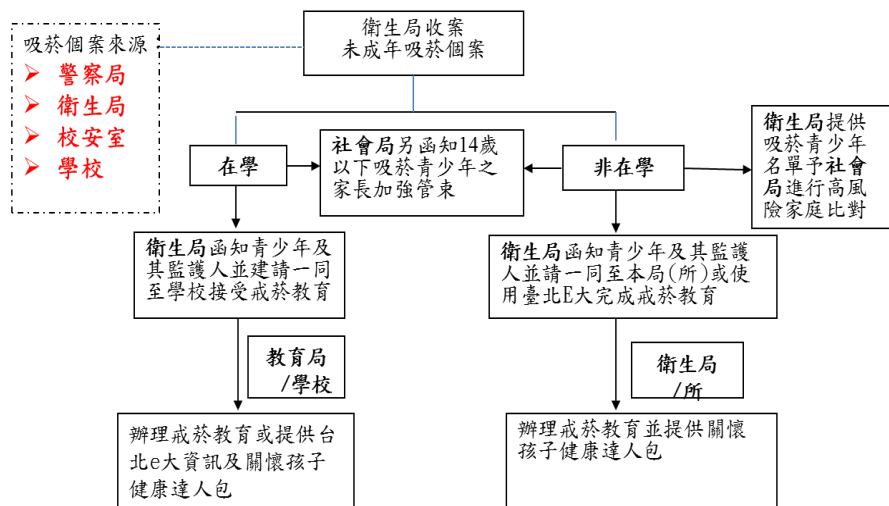 吸菸個案來源:
➢ 警察局
➢ 衛生局
➢ 校安室
➢ 學校
衛生局收案
未成年吸菸個案
在學
社會局另函知14歲
以下吸菸青少年之
家長加強管束
非在學
衛生局提供
吸菸青少年
名單予社會
局進行高風
險家庭比對
衛生局函知青少年及
其監護人並建請一同
至學校接受戒菸教育
衛生局函知青少年及其監護
人並請一同至本局(所)或使
用臺北E大完成戒菸教育
教育局
/學校
衛生局
/所
辦理戒菸教育或提供台
北e大資訊及關懷孩子
健康達人包
辦理戒菸教育並提供關懷
孩子健康達人包